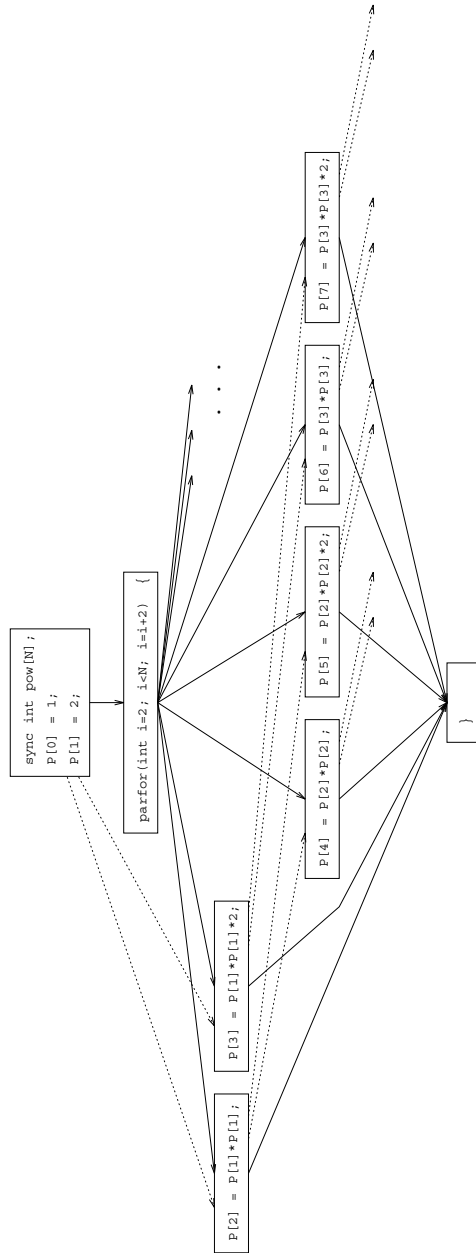 sync int pow[N];
P[0] = 1;
P[1] = 2;
parfor(int i=2; i<N; i=i+2) {
. . .
P[2] = P[1]*P[1];
P[3] = P[1]*P[1]*2;
P[4] = P[2]*P[2];
P[5] = P[2]*P[2]*2;
P[6] = P[3]*P[3];
P[7] = P[3]*P[3]*2;
}